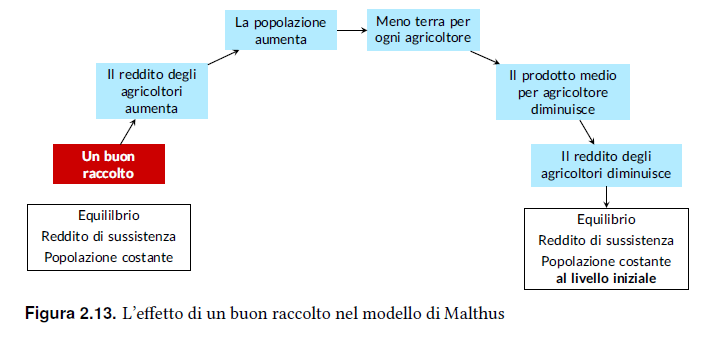 La popolazione
aumenta
Meno terra per
ogni agricoltore
Il reddito degli
agricoltori
aumenta
Il prodotto medio
per agricoltore
diminuisce
Un buon
raccolto
Il reddito degli
agricoltori diminuisce
Equililbrio
Reddito di sussistenza
Popolazione costante
Equilibrio
Reddito di sussistenza
Popolazione costante
al livello iniziale
Figura 2.13. L'effetto di un buon raccolto nel modello di Malthus